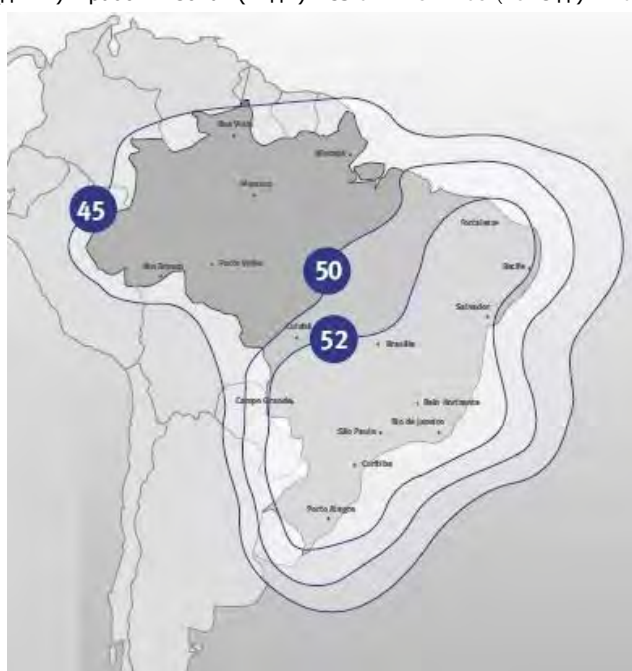 Boa Vista
Macapá
Manaus
45
Fortaleza
Rio Branco
Porto Velho
50
Recife
Salvador
Cuiabá
52
Brasília
Campo Grande
Belo Horizonte
Rio de Janeiro
São Paulo
Curitiba
Porto Alegre